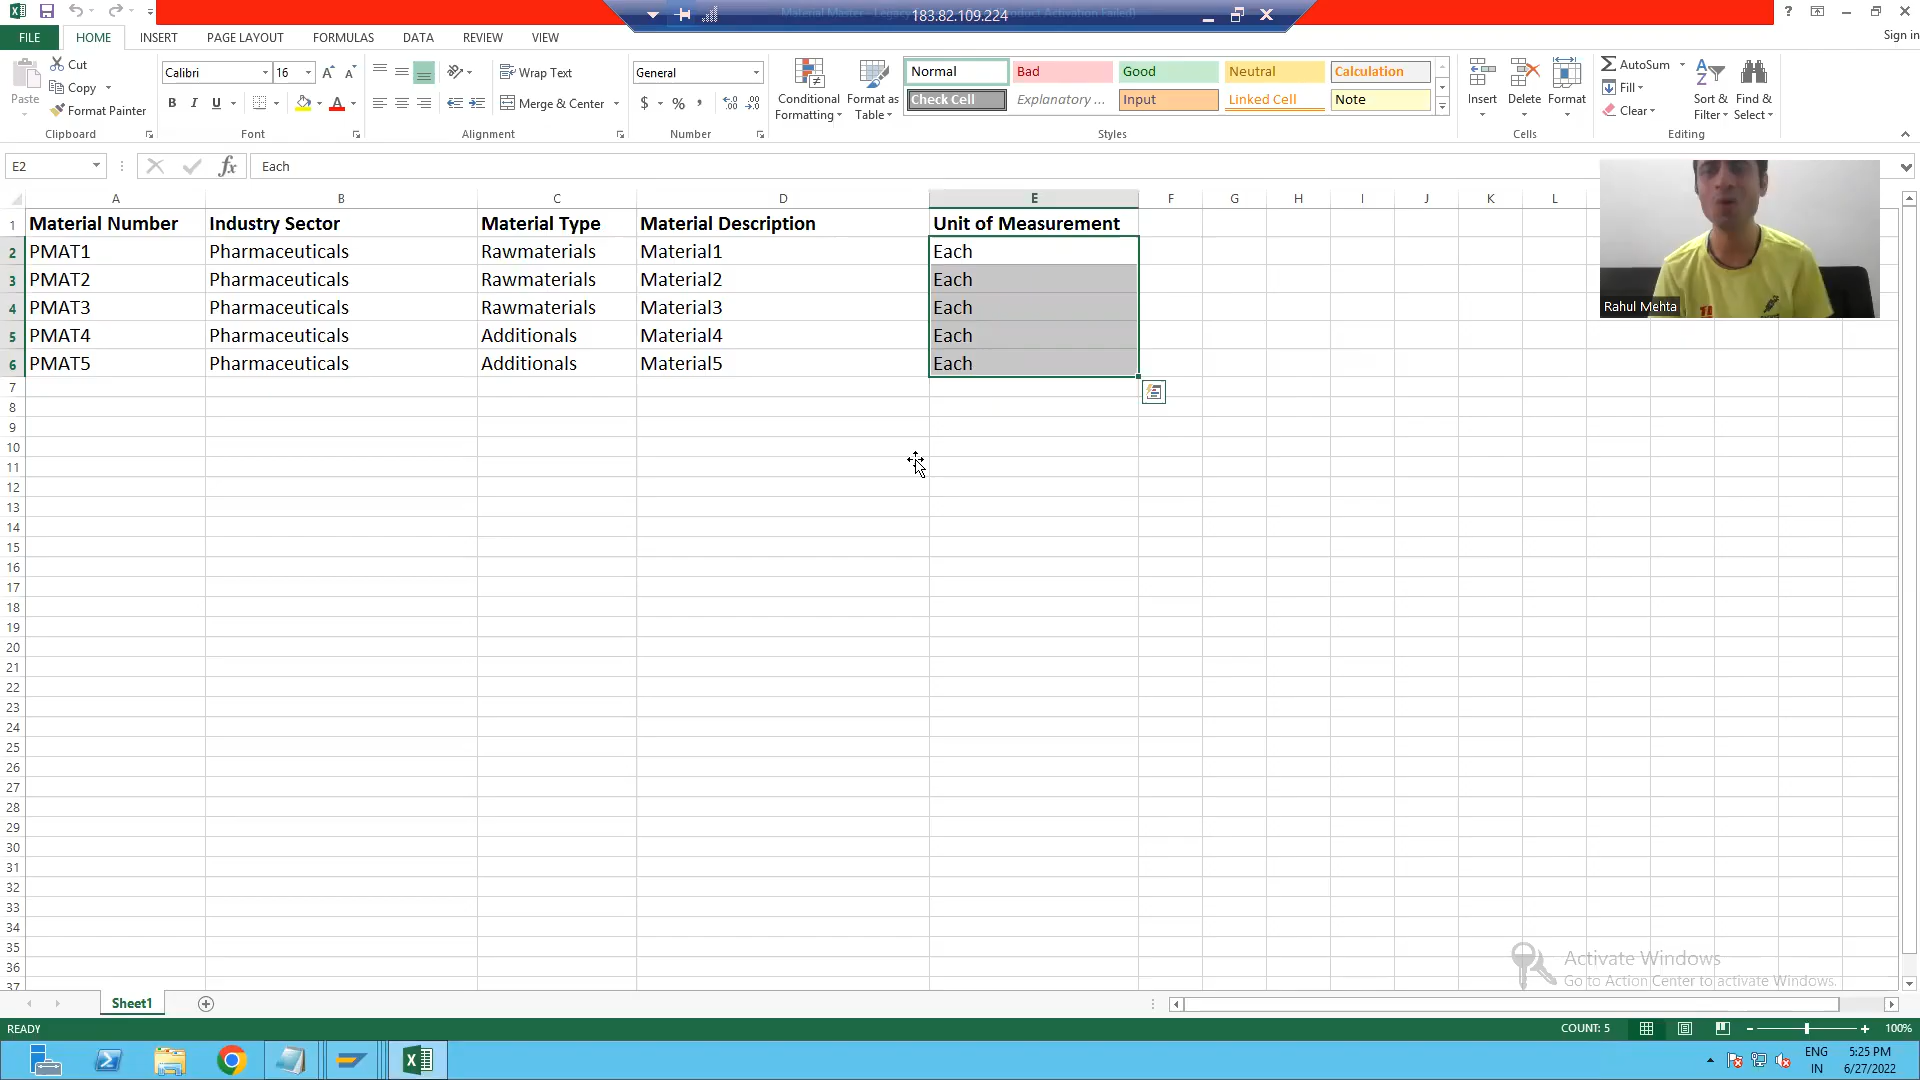 183.82.109.224
Sign in
FILE HOME INSERT PAGE LAYOUT FORMULAS DATA REVIEW VIEW
Paste
Cut
Copy
Format Painter
Clipboard
Calibri 16
B I U
Font
Wrap Text
Merge & Center
Alignment
General
$ %
Number
Conditional Formatting
Format as Table
Normal Bad Good Neutral Calculation
Check Cell Explanatory ... Input Linked Cell Note
Styles
Insert Delete Format
Cells
AutoSum
Fill
Clear
Sort & Filter
Find & Select
Editing
E2 fx Each
A B C D E F G H I J K L
1 Material Number Industry Sector Material Type Material Description Unit of Measurement
2 PMAT1 Pharmaceuticals Rawmaterials Material1 Each
3 PMAT2 Pharmaceuticals Rawmaterials Material2 Each
4 PMAT3 Pharmaceuticals Rawmaterials Material3 Each
5 PMAT4 Pharmaceuticals Additionals Material4 Each
6 PMAT5 Pharmaceuticals Additionals Material5 Each
Rahul Mehta
7
8
9
10
11
12
13
14
15
16
17
18
19
20
21
22
23
24
25
26
27
28
29
30
31
32
33
34
35
36
37
Activate Windows
Go to Action Center to activate Windows.
Sheet1
READY COUNT: 5 100%
ENG 5:25 PM
IN 6/27/2022